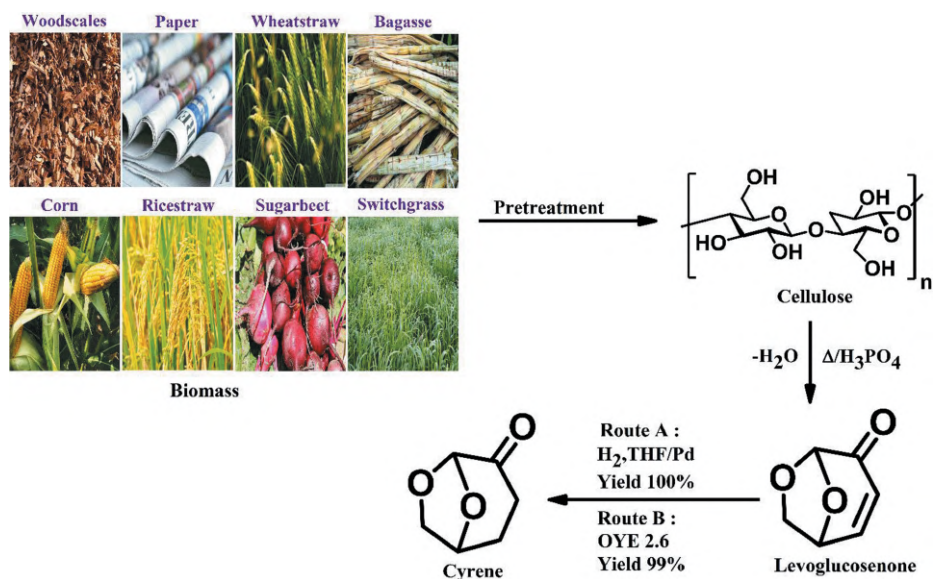 Woodscales Paper Wheatstraw Bagasse
Corn Ricestraw Sugarbeet Switchgrass
Biomass
Pretreatment
OH
OH
O
O
HO
OH
O
O
O
OH
n
Cellulose
-H₂O Δ/H₃PO₄
Route A :
H₂,THF/Pd
Yield 100%
Route B :
OYE 2.6
Yield 99%
O
O
O
Cyrene
O
O
O
Levoglucosenone